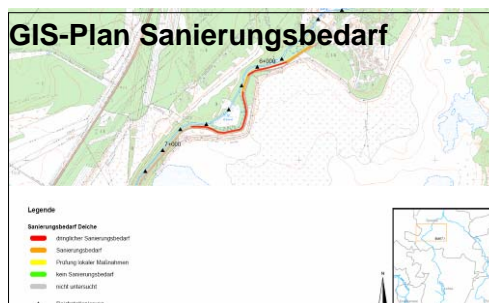 GIS-Plan Sanierungsbedarf
6+000
7+000
Legende
Sanierungsbedarf Deiche
dringlicher Sanierungsbedarf
Sanierungsbedarf
Prüfung lokaler Maßnahmen
kein Sanierungsbedarf
nicht untersucht
N